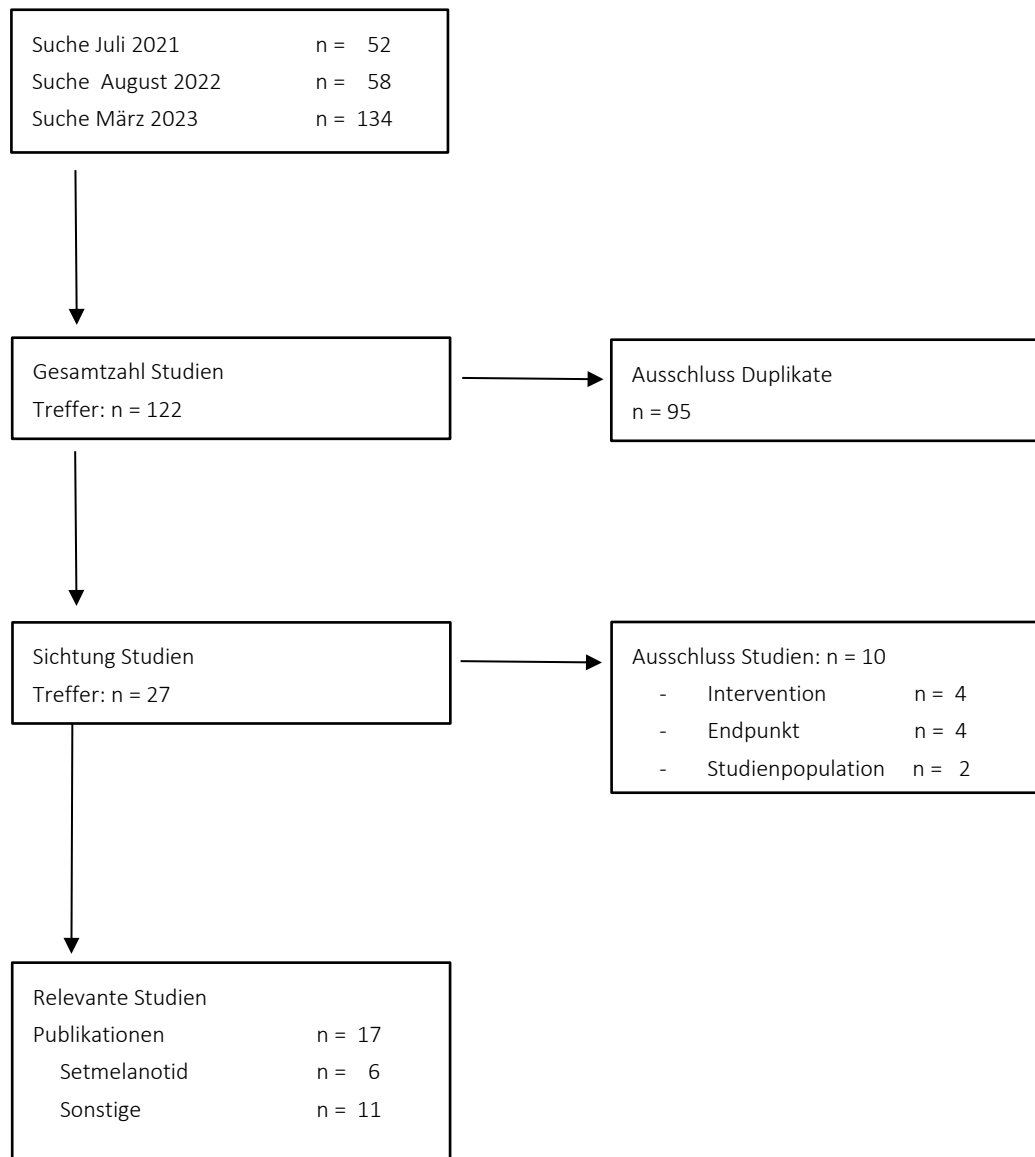 Suche Juli 2021 n = 52
Suche August 2022 n = 58
Suche März 2023 n = 134
Gesamtzahl Studien
Treffer: n = 122
Ausschluss Duplikate
n = 95
Sichtung Studien
Treffer: n = 27
Ausschluss Studien: n = 10
- Intervention n = 4
- Endpunkt n = 4
- Studienpopulation n = 2
Relevante Studien
Publikationen n = 17
Setmelanotid n = 6
Sonstige n = 11